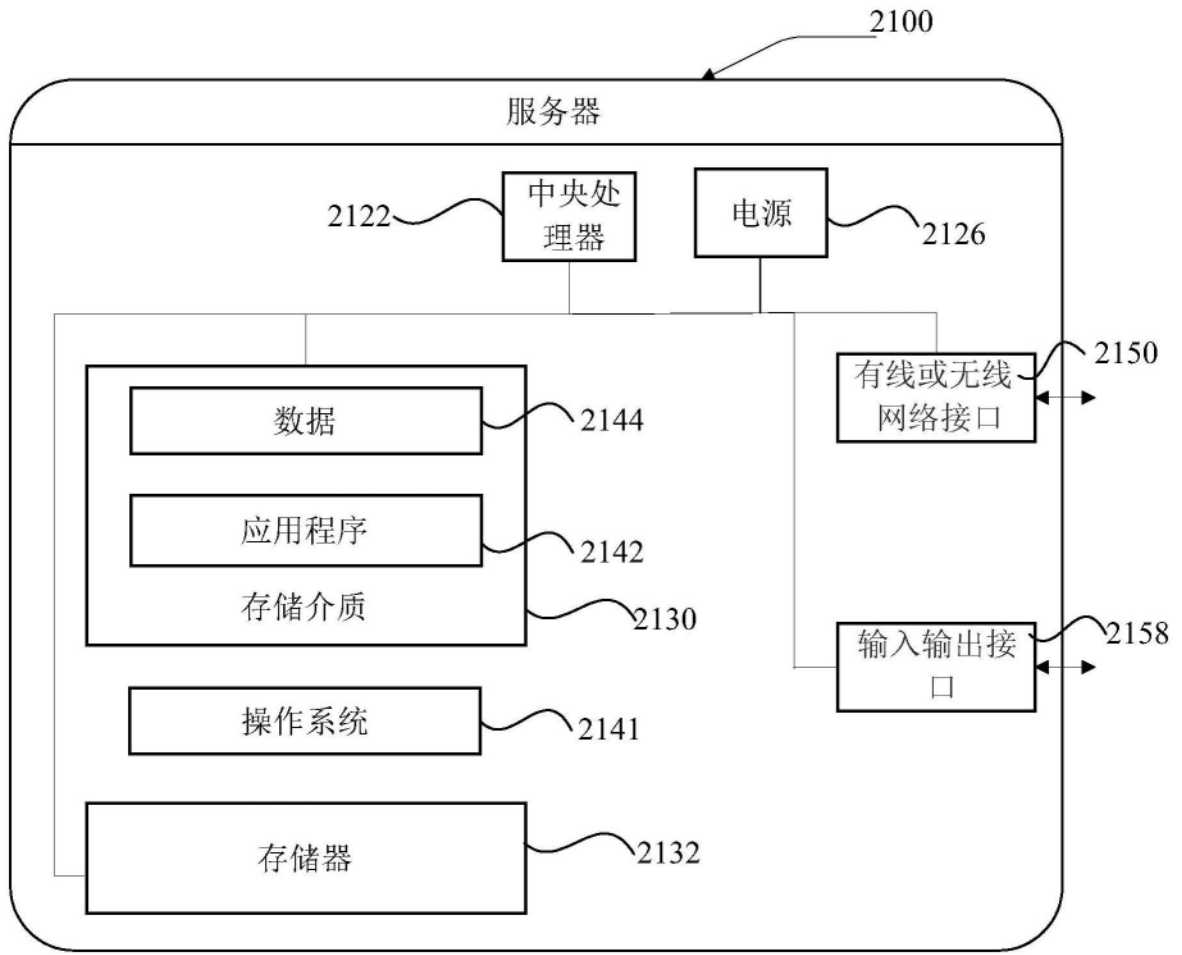 2100
服务器
2122
中央处
理器
电源
2126
有线或无线
网络接口
2150
数据
2144
应用程序
2142
存储介质
2130
输入输出接
口
2158
操作系统
2141
存储器
2132